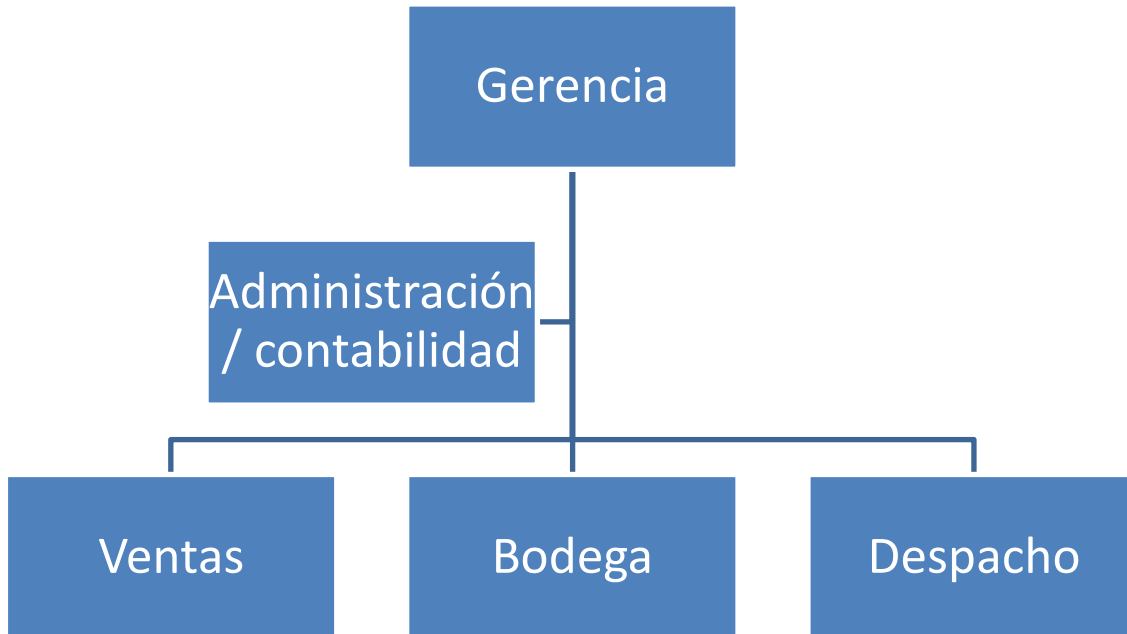 Gerencia
Administración
/ contabilidad
Ventas
Bodega
Despacho